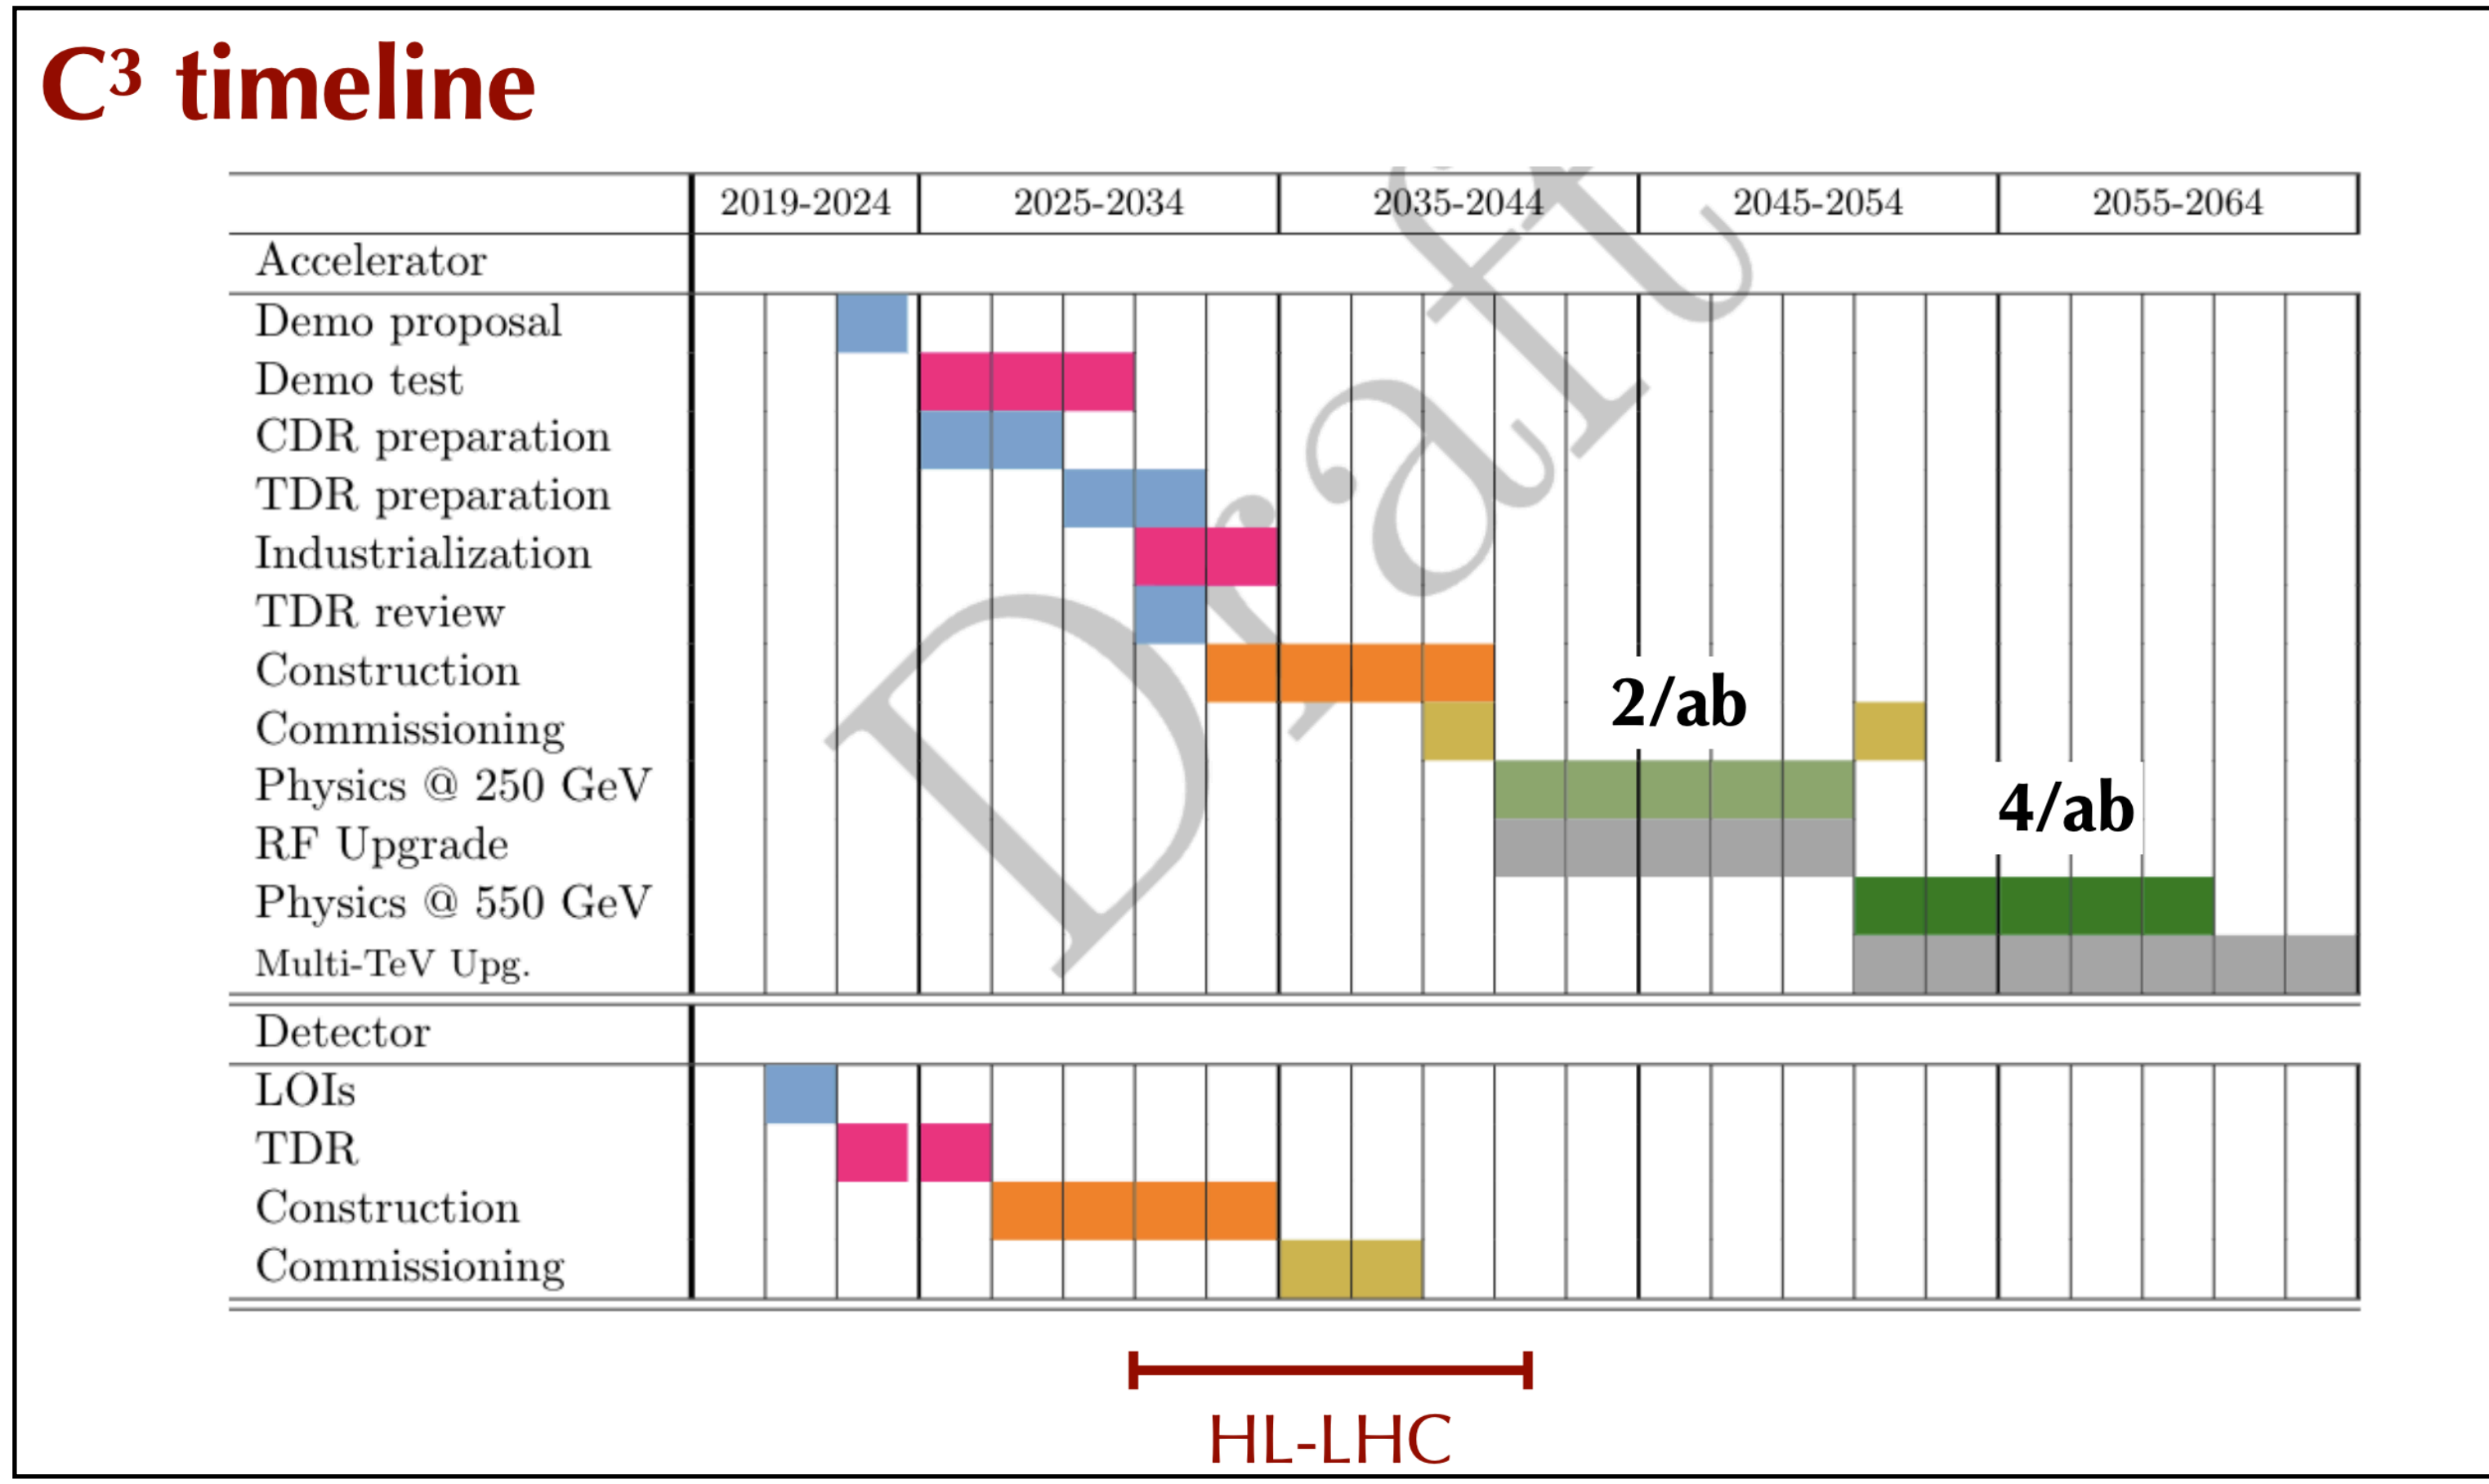 C³ timeline
2019-2024 2025-2034 2035-2044 2045-2054 2055-2064
Accelerator
Demo proposal
Demo test
CDR preparation
TDR preparation
Industrialization
TDR review
Construction
2/ab
Commissioning
Physics @ 250 GeV
4/ab
RF Upgrade
Physics @ 550 GeV
Multi-TeV Upg.
Detector
LOIs
TDR
Construction
Commissioning
HL-LHC
Draft